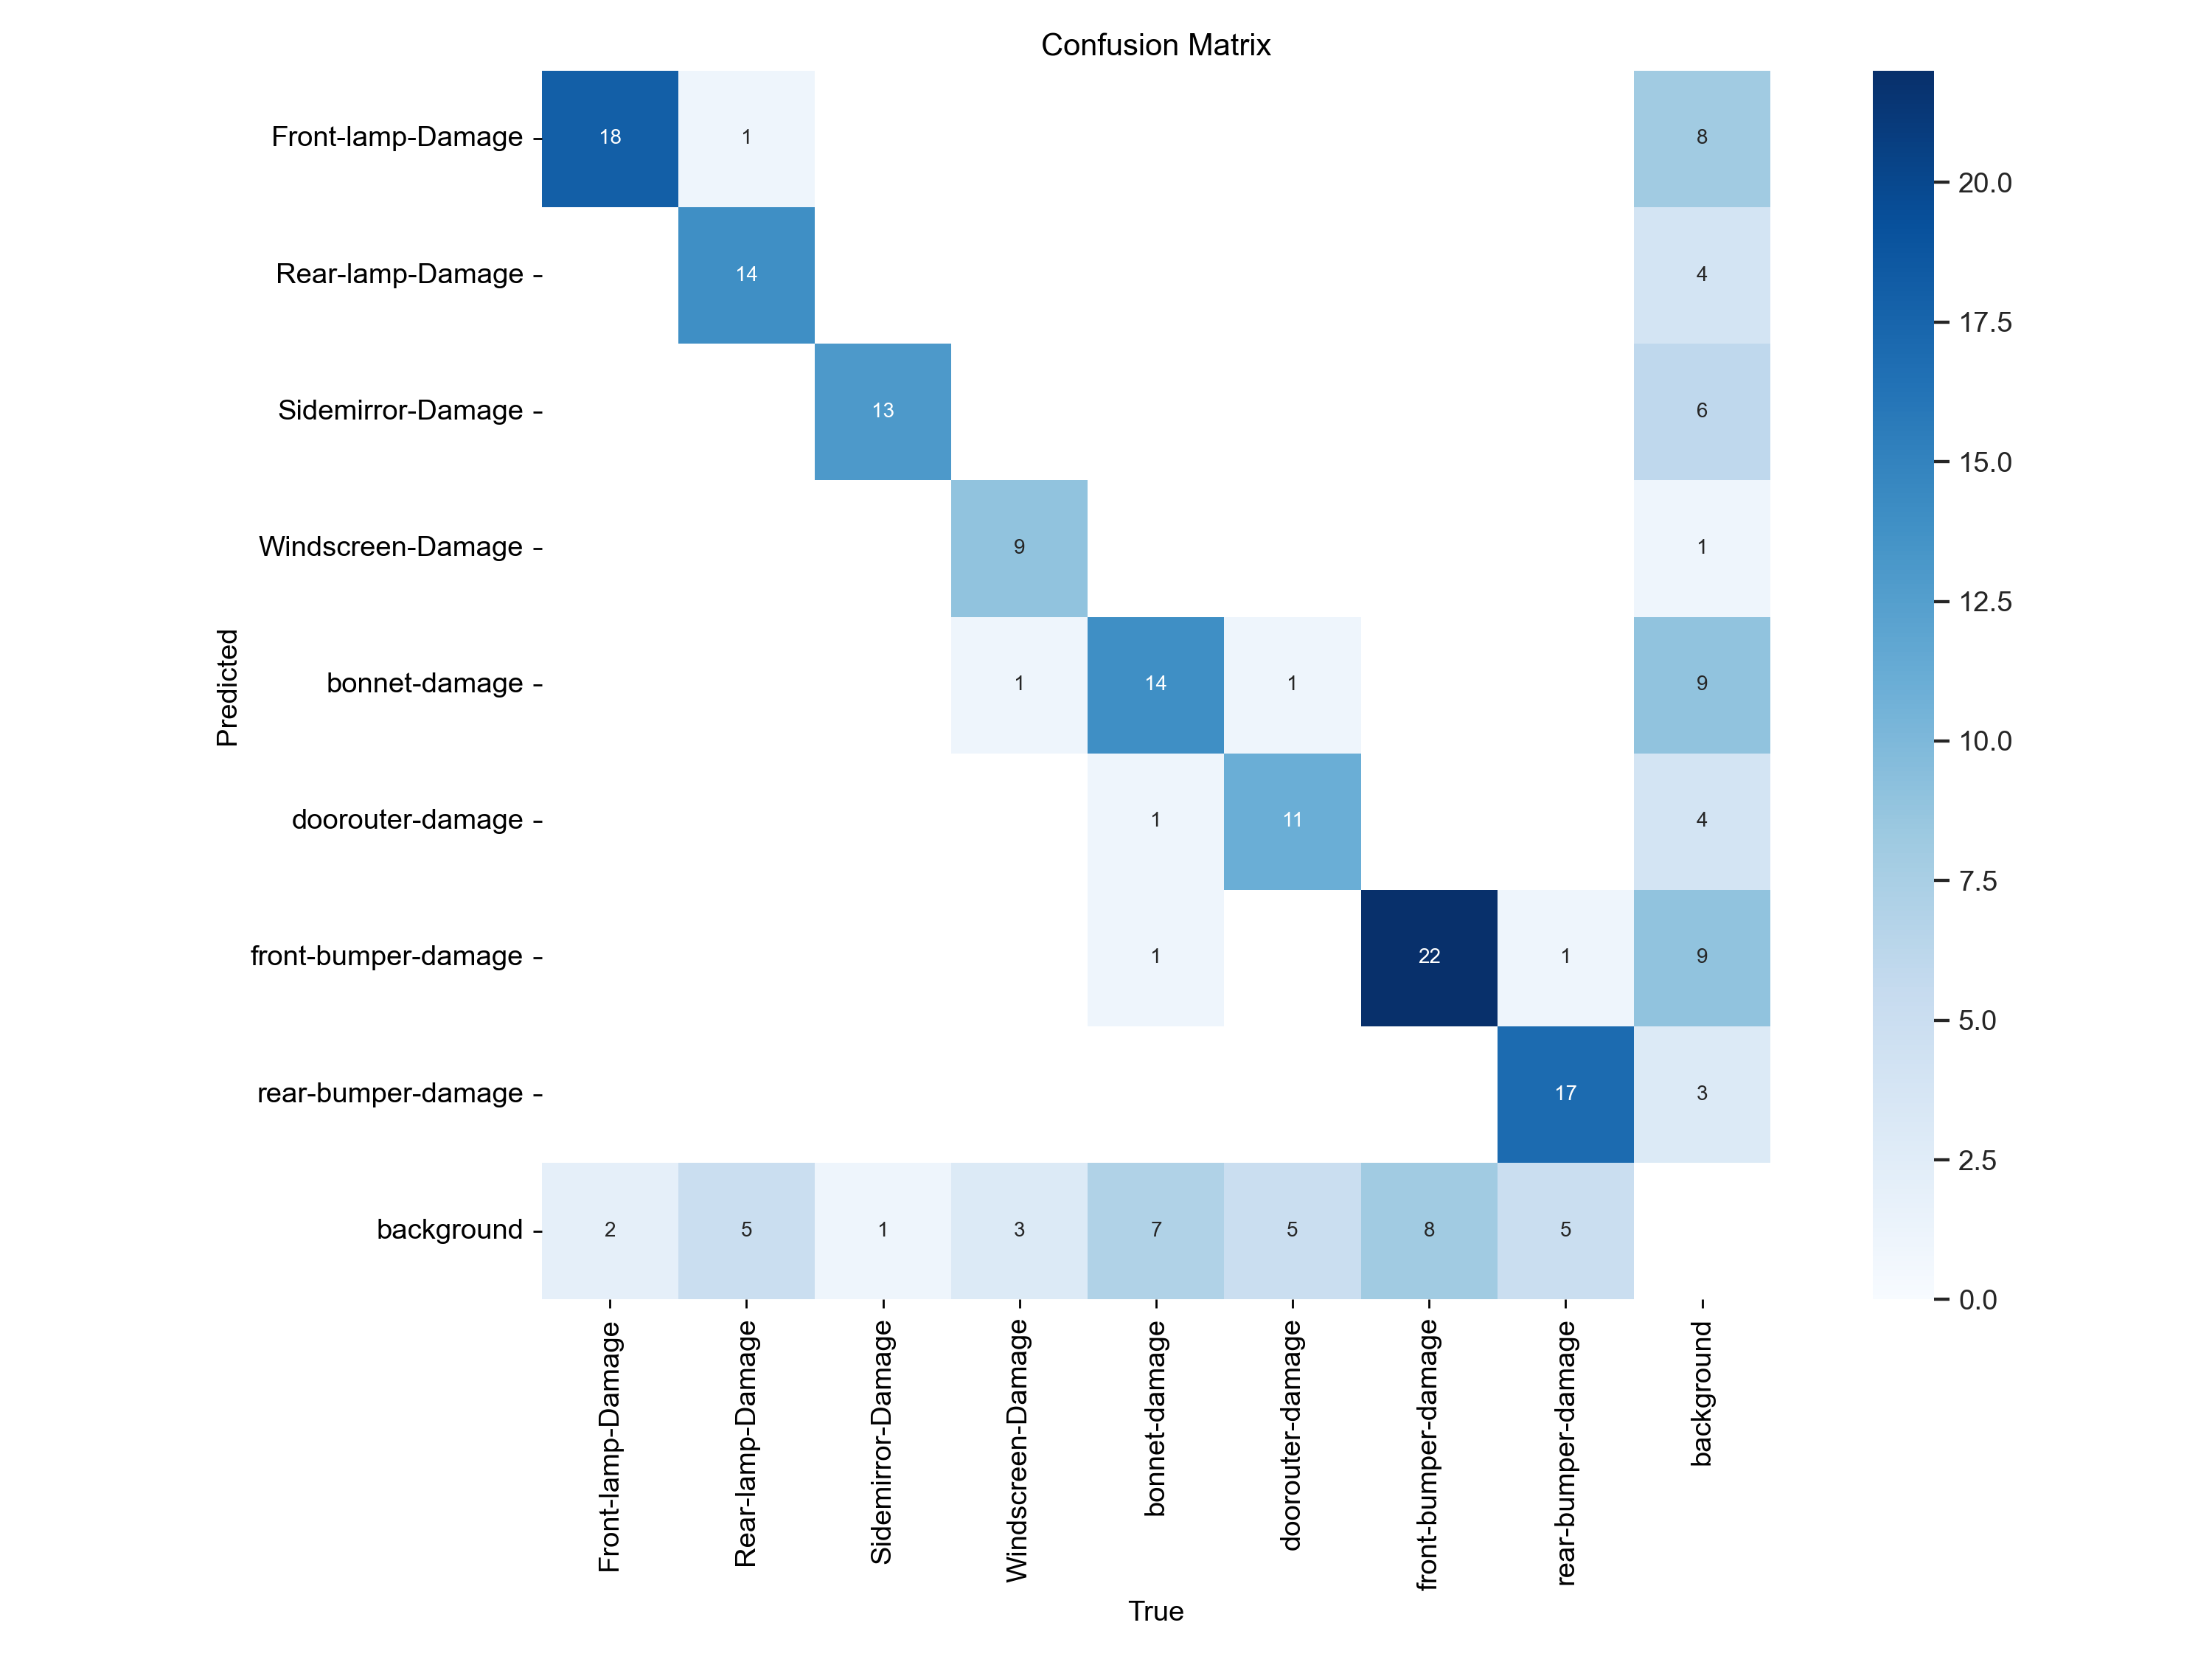 Confusion Matrix
Predicted
Front-lamp-Damage 18 1 8
Rear-lamp-Damage 14 4
Sidemirror-Damage 13 6
Windscreen-Damage 9 1
bonnet-damage 1 14 1 9
doorouter-damage 1 11 4
front-bumper-damage 1 22 1 9
rear-bumper-damage 17 3
background 2 5 1 3 7 5 8 5
Front-lamp-Damage
Rear-lamp-Damage
Sidemirror-Damage
Windscreen-Damage
bonnet-damage
doorouter-damage
front-bumper-damage
rear-bumper-damage
background
True
20.0
17.5
15.0
12.5
10.0
7.5
5.0
2.5
0.0